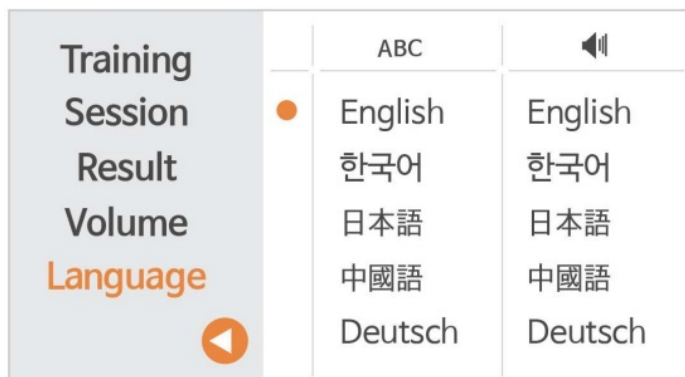 Training
Session
Result
Volume
Language
ABC
English English
한국어 한국어
日本語 日本語
中國語 中國語
Deutsch Deutsch